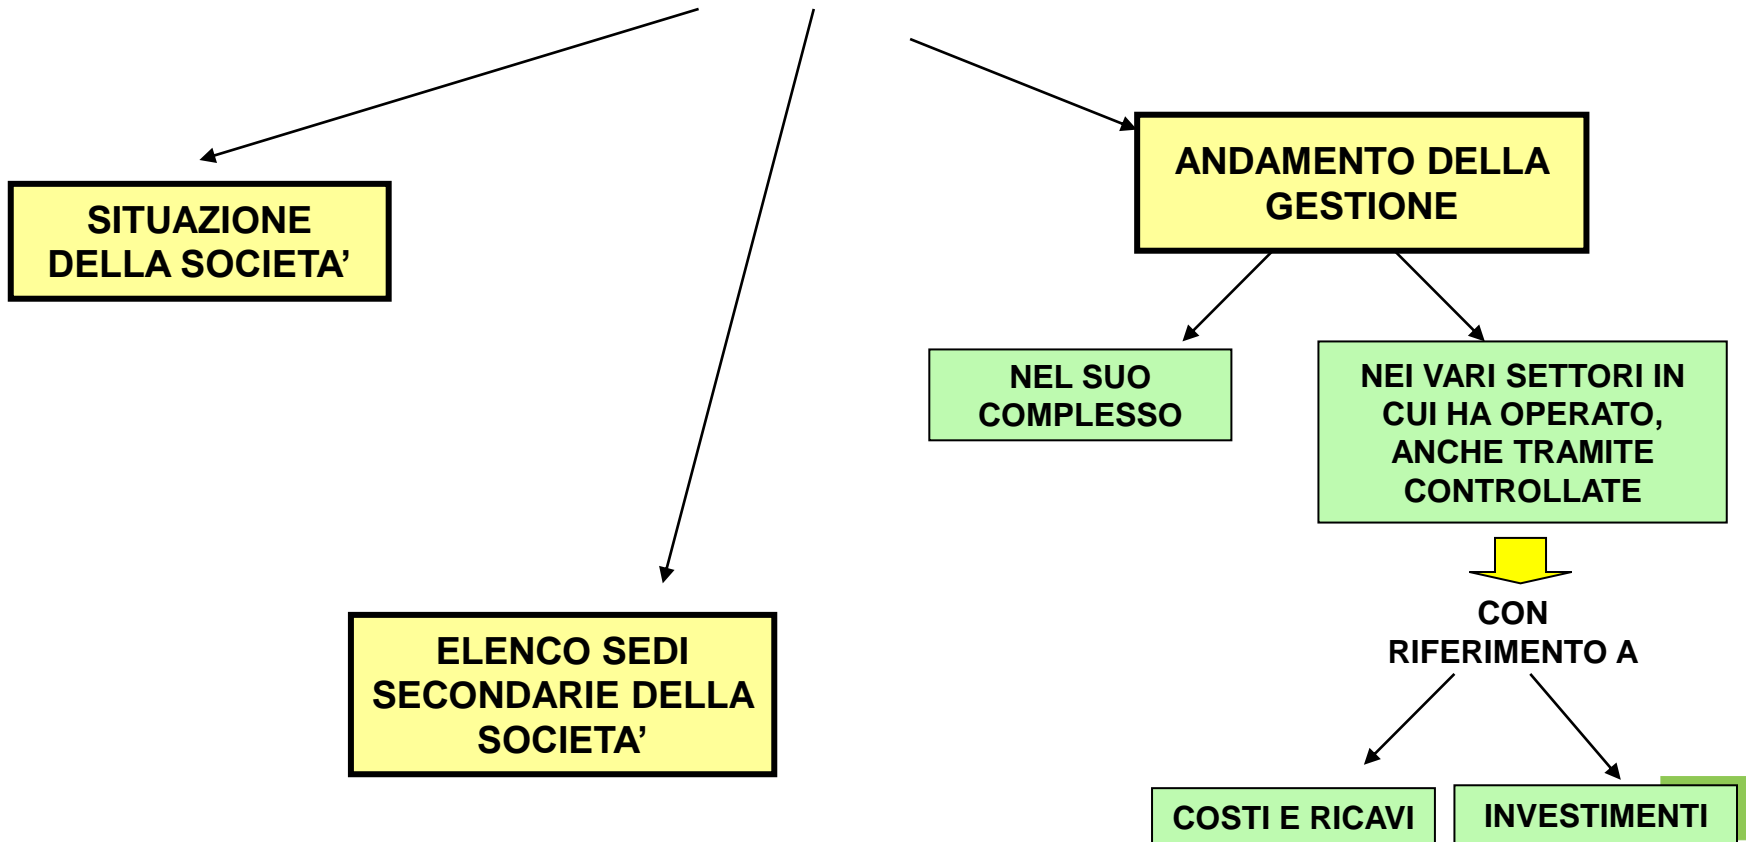 ANDAMENTO DELLA
GESTIONE
SITUAZIONE
DELLA SOCIETA’
NEL SUO
COMPLESSO
NEI VARI SETTORI IN
CUI HA OPERATO,
ANCHE TRAMITE
CONTROLLATE
CON
RIFERIMENTO A
ELENCO SEDI
SECONDARIE DELLA
SOCIETA’
COSTI E RICAVI
INVESTIMENTI